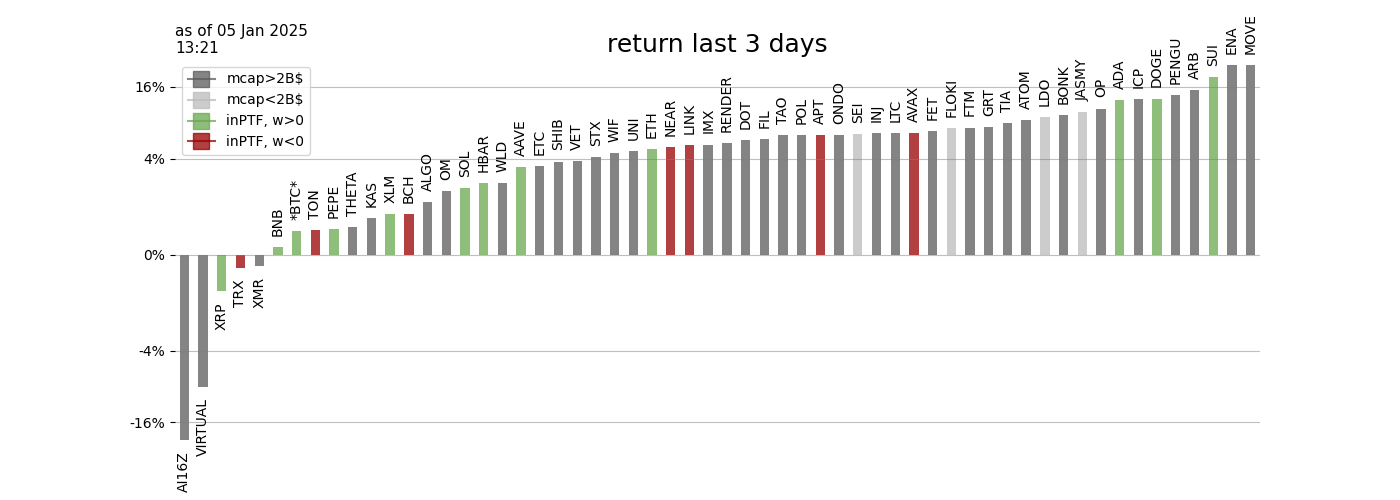 as of 05 Jan 2025
13:21
return last 3 days
mcap>2B$
mcap<2B$
inPTF, w>0
inPTF, w<0
16%
4%
0%
-4%
-16%
AI16Z
VIRTUAL
XRP
TRX
XMR
BNB
*BTC*
TON
PEPE
THETA
KAS
XLM
BCH
ALGO
OM
SOL
HBAR
WLD
AAVE
ETC
SHIB
VET
STX
WIF
UNI
ETH
NEAR
LINK
IMX
RENDER
DOT
FIL
TAO
POL
APT
ONDO
SEI
INJ
LTC
AVAX
FET
FLOKI
FTM
GRT
TIA
ATOM
LDO
BONK
JASMY
OP
ADA
ICP
DOGE
PENGU
ARB
SUI
ENA
MOVE